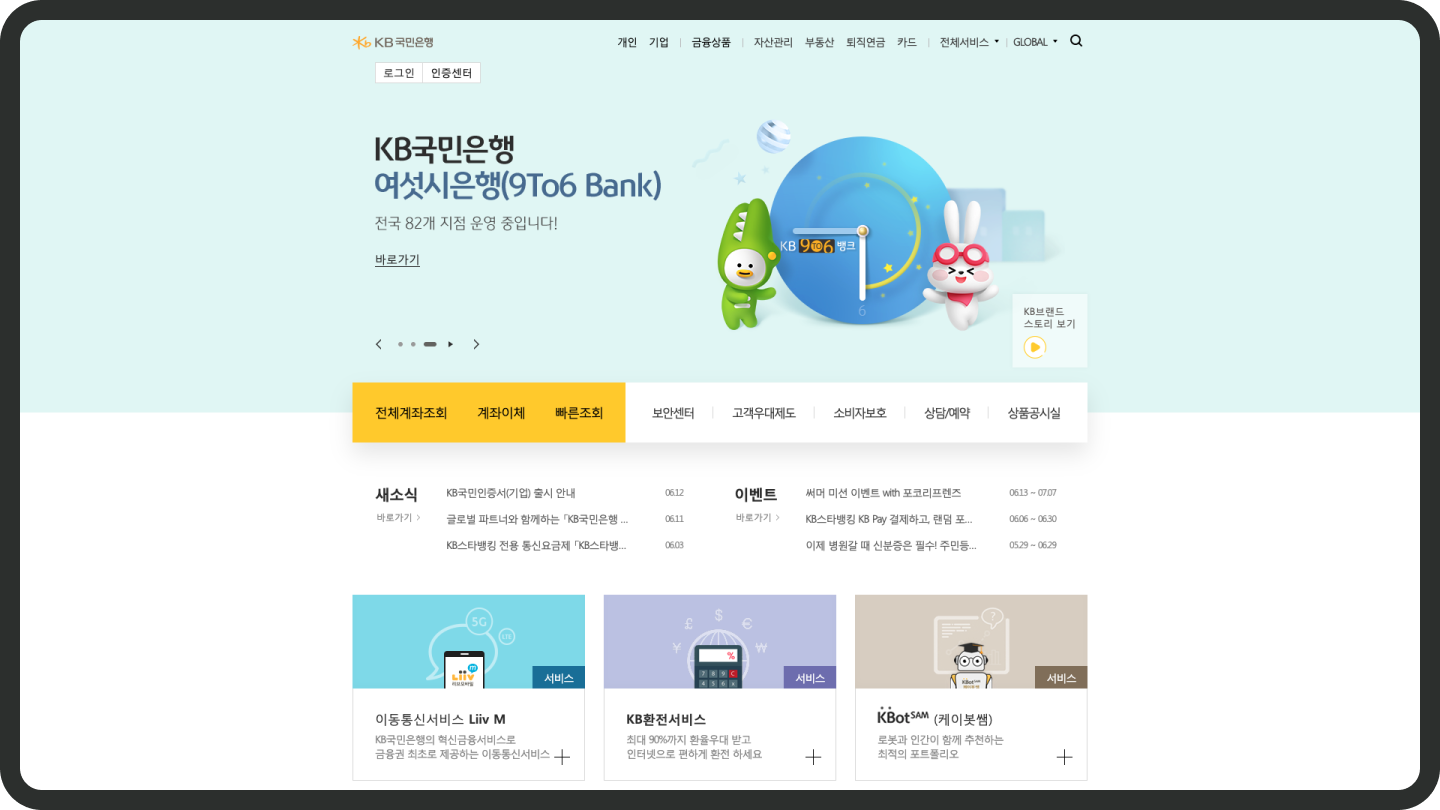 KB국민은행
개인 기업 금융상품 자산관리 부동산 퇴직연금 카드 전체서비스 GLOBAL
로그인 인증센터
KB국민은행
여섯시은행(9To6 Bank)
전국 82개 지점 운영 중입니다!
바로가기
KB 9TO6 뱅크
6
KB브랜드
스토리 보기
전체계좌조회 계좌이체 빠른조회 보안센터 고객우대제도 소비자보호 상담/예약 상품공시실
새소식
바로가기
KB국민인증서(기업) 출시 안내 06.12
글로벌 파트너와 함께하는 「KB국민은행 ... 06.11
KB스타뱅킹 전용 통신요금제 「KB스타뱅... 06.03
이벤트
바로가기
써머 미션 이벤트 with 포코리프렌즈 06.13 ~ 07.07
KB스타뱅킹 KB Pay 결제하고, 랜덤 포... 06.06 ~ 06.30
이제 병원갈 때 신분증은 필수! 주민등... 05.29 ~ 06.29
5G
LTE
Liiv M
리브모바일
서비스
이동통신서비스 Liiv M
KB국민은행의 혁신금융서비스로
금융권 최초로 제공하는 이동통신서비스
£ $ €
¥ ₩
%
7 8 9 C
4 5 6 x
서비스
KB환전서비스
최대 90%까지 환율우대 받고
인터넷으로 편하게 환전 하세요
?
KBot SAM
서비스
KBot SAM (케이봇쌤)
로봇과 인간이 함께 추천하는
최적의 포트폴리오